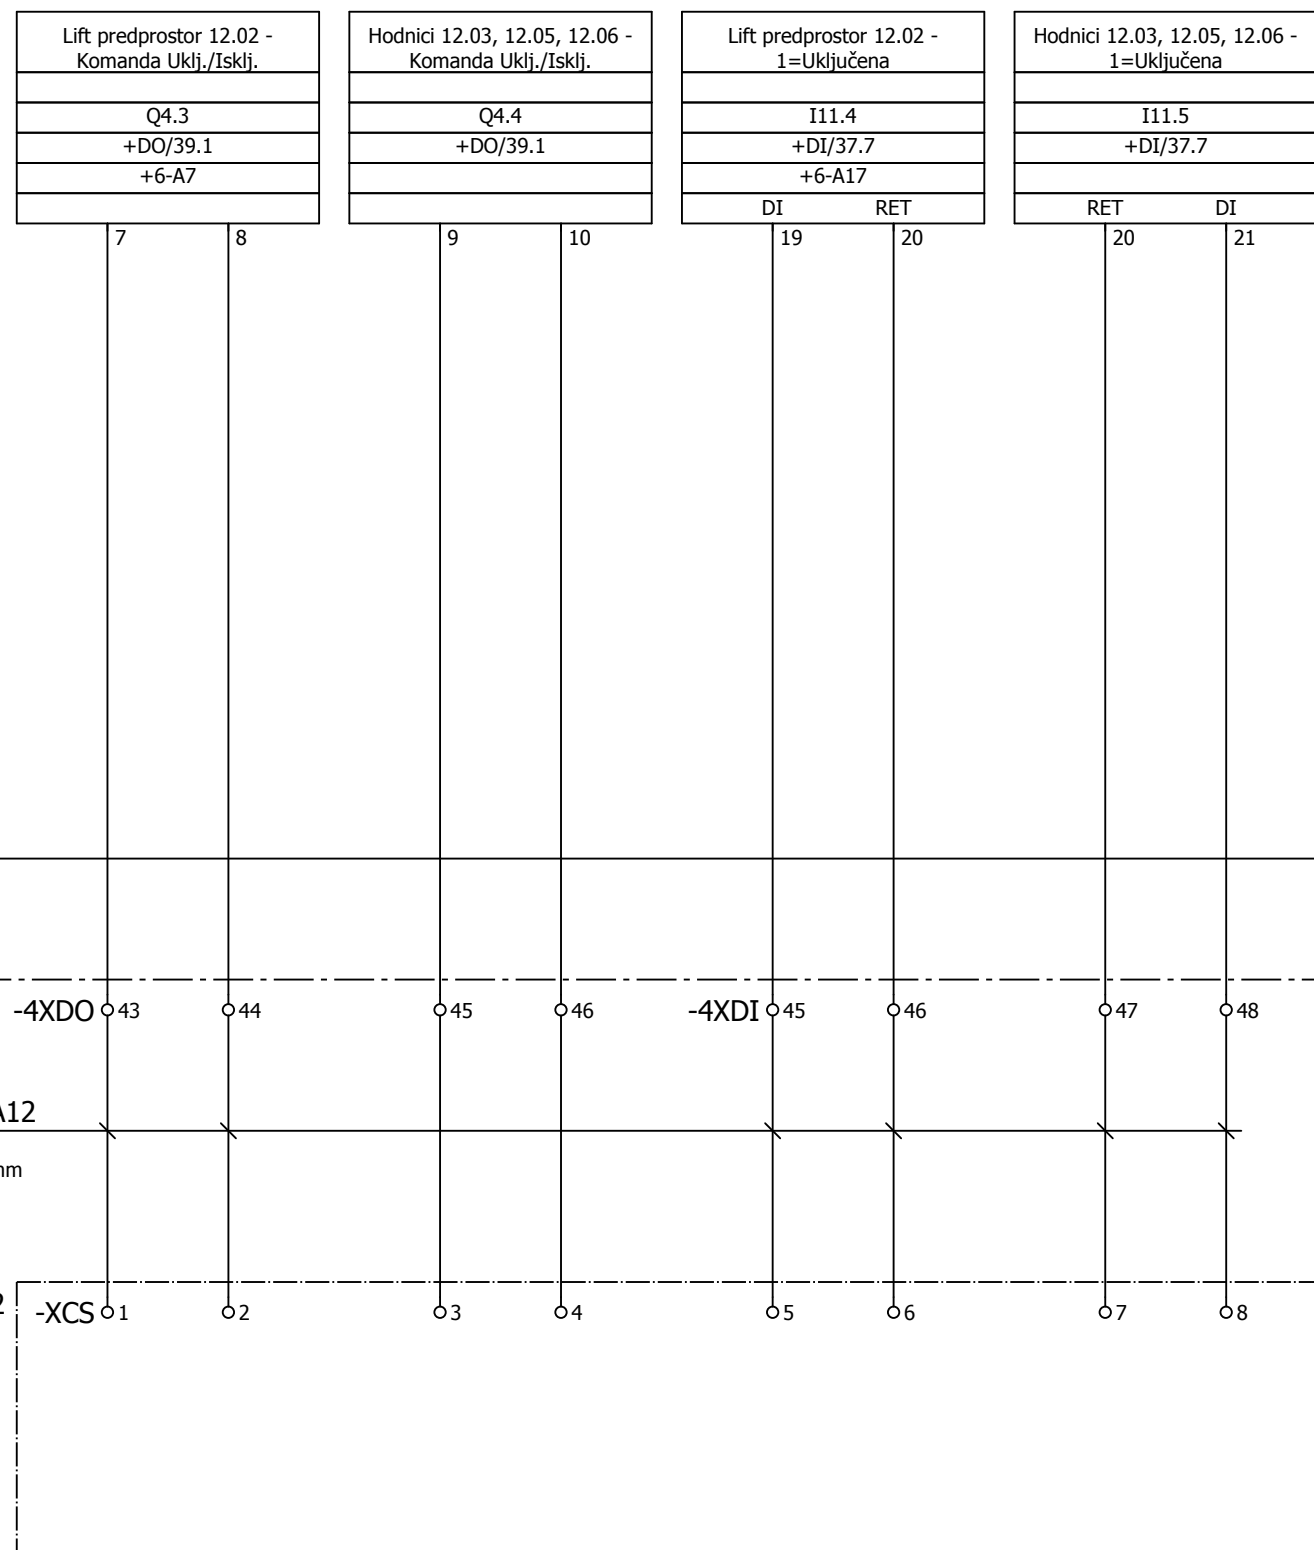 Lift predprostor 12.02 -
Komanda Uklj./Isklj.
Q4.3
+DO/39.1
+6-A7
7 8
Hodnici 12.03, 12.05, 12.06 -
Komanda Uklj./Isklj.
Q4.4
+DO/39.1
9 10
Lift predprostor 12.02 -
1=Uključena
I11.4
+DI/37.7
+6-A17
DI RET
19 20
Hodnici 12.03, 12.05, 12.06 -
1=Uključena
I11.5
+DI/37.7
RET DI
20 21
-4XDO 43 44 45 46 -4XDI 45 46 47 48
A12
mm
2 -XCS 1 2 3 4 5 6 7 8